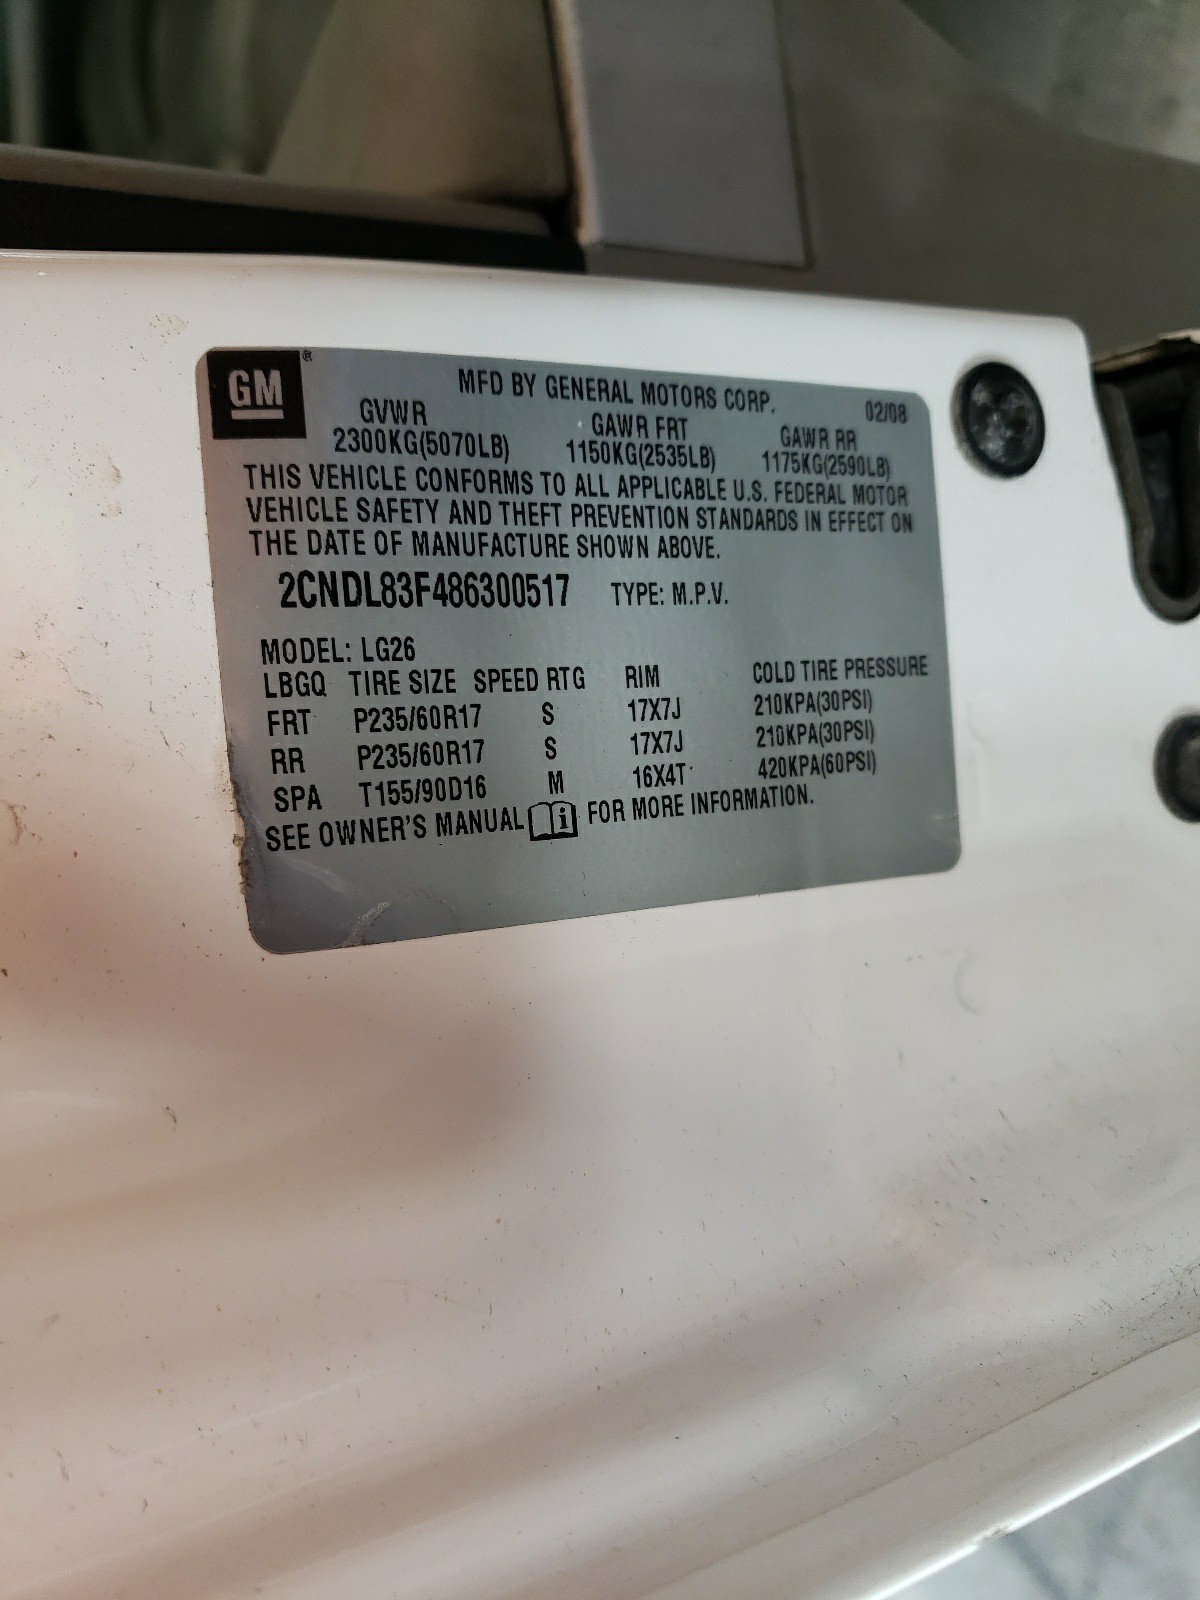 GM ®
MFD BY GENERAL MOTORS CORP. 02/08
GVWR GAWR FRT GAWR RR
2300KG(5070LB) 1150KG(2535LB) 1175KG(2590LB)
THIS VEHICLE CONFORMS TO ALL APPLICABLE U.S. FEDERAL MOTOR
VEHICLE SAFETY AND THEFT PREVENTION STANDARDS IN EFFECT ON
THE DATE OF MANUFACTURE SHOWN ABOVE.
2CNDL83F486300517 TYPE: M.P.V.
MODEL: LG26
LBGQ TIRE SIZE SPEED RTG RIM COLD TIRE PRESSURE
FRT P235/60R17 S 17X7J 210KPA(30PSI)
RR P235/60R17 S 17X7J 210KPA(30PSI)
SPA T155/90D16 M 16X4T 420KPA(60PSI)
SEE OWNER'S MANUAL i FOR MORE INFORMATION.